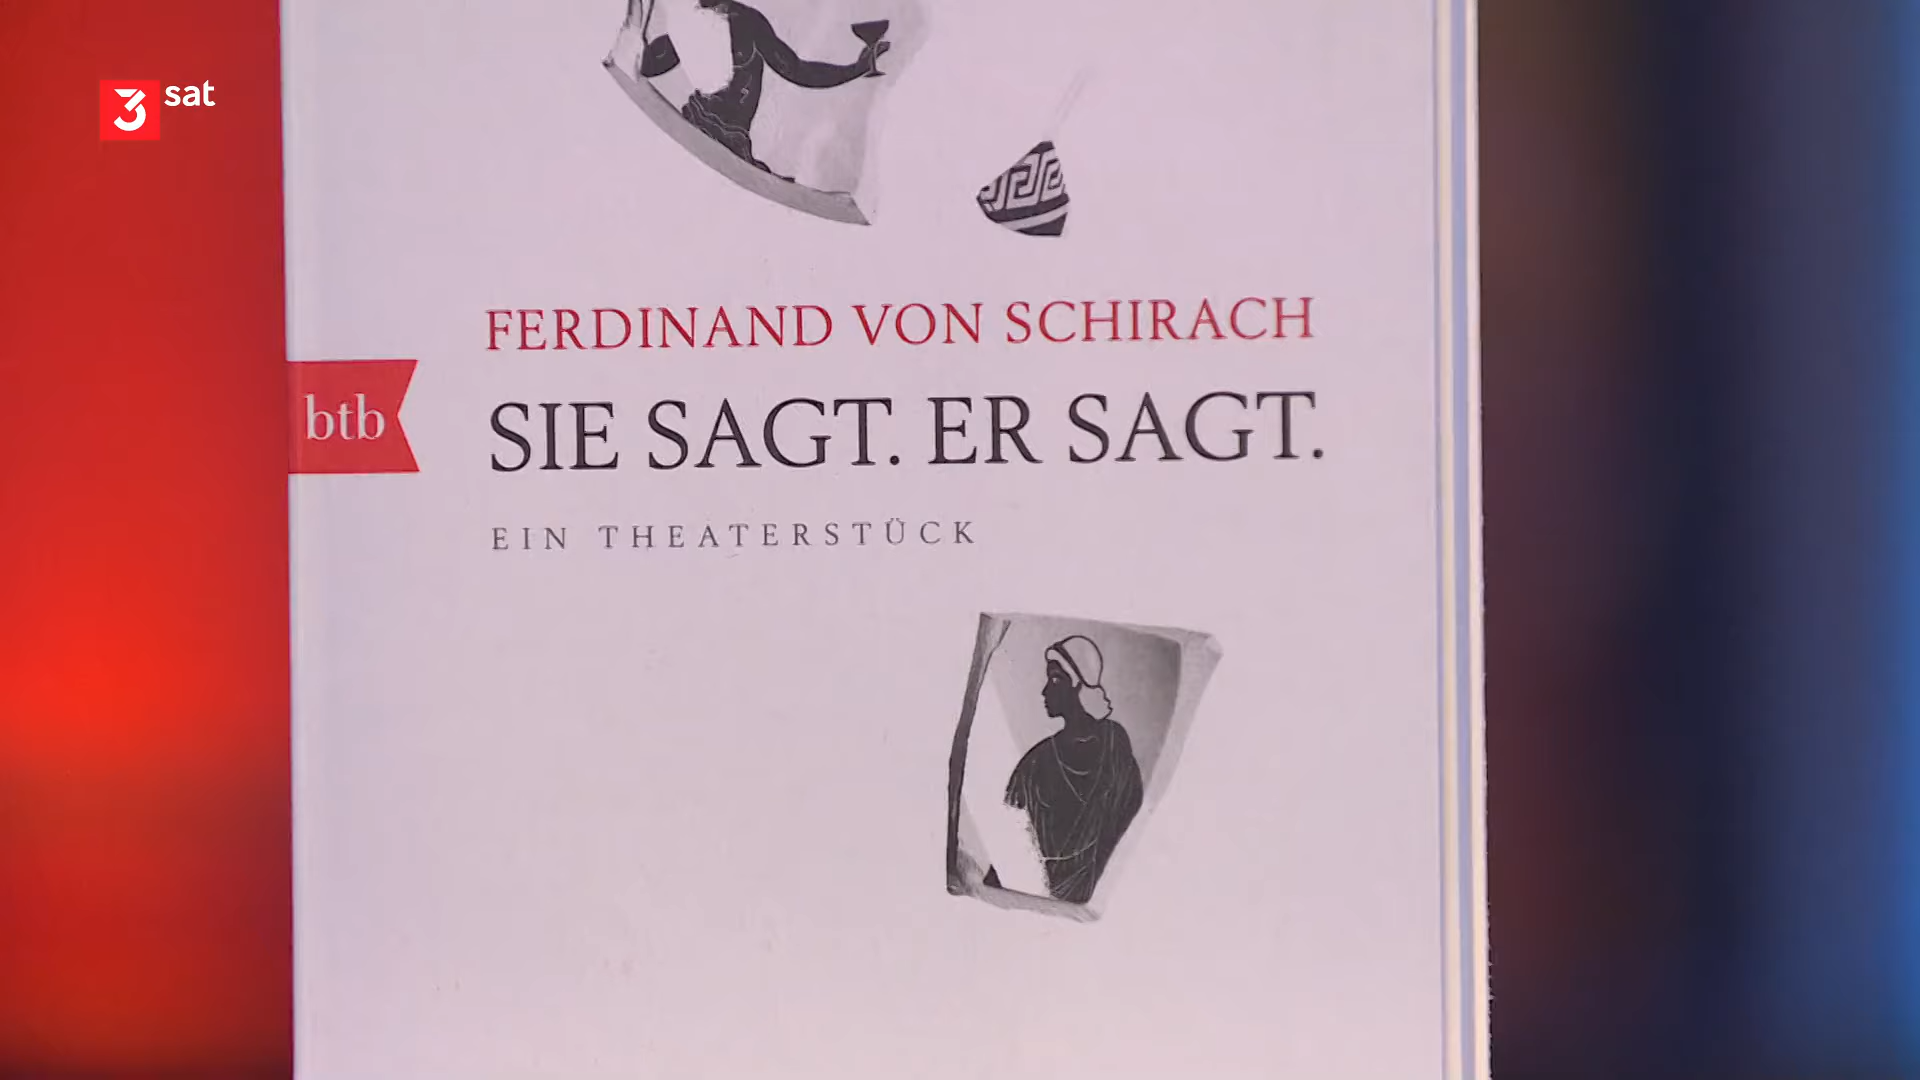 3sat
FERDINAND VON SCHIRACH
btb
SIE SAGT. ER SAGT.
EIN THEATERSTÜCK